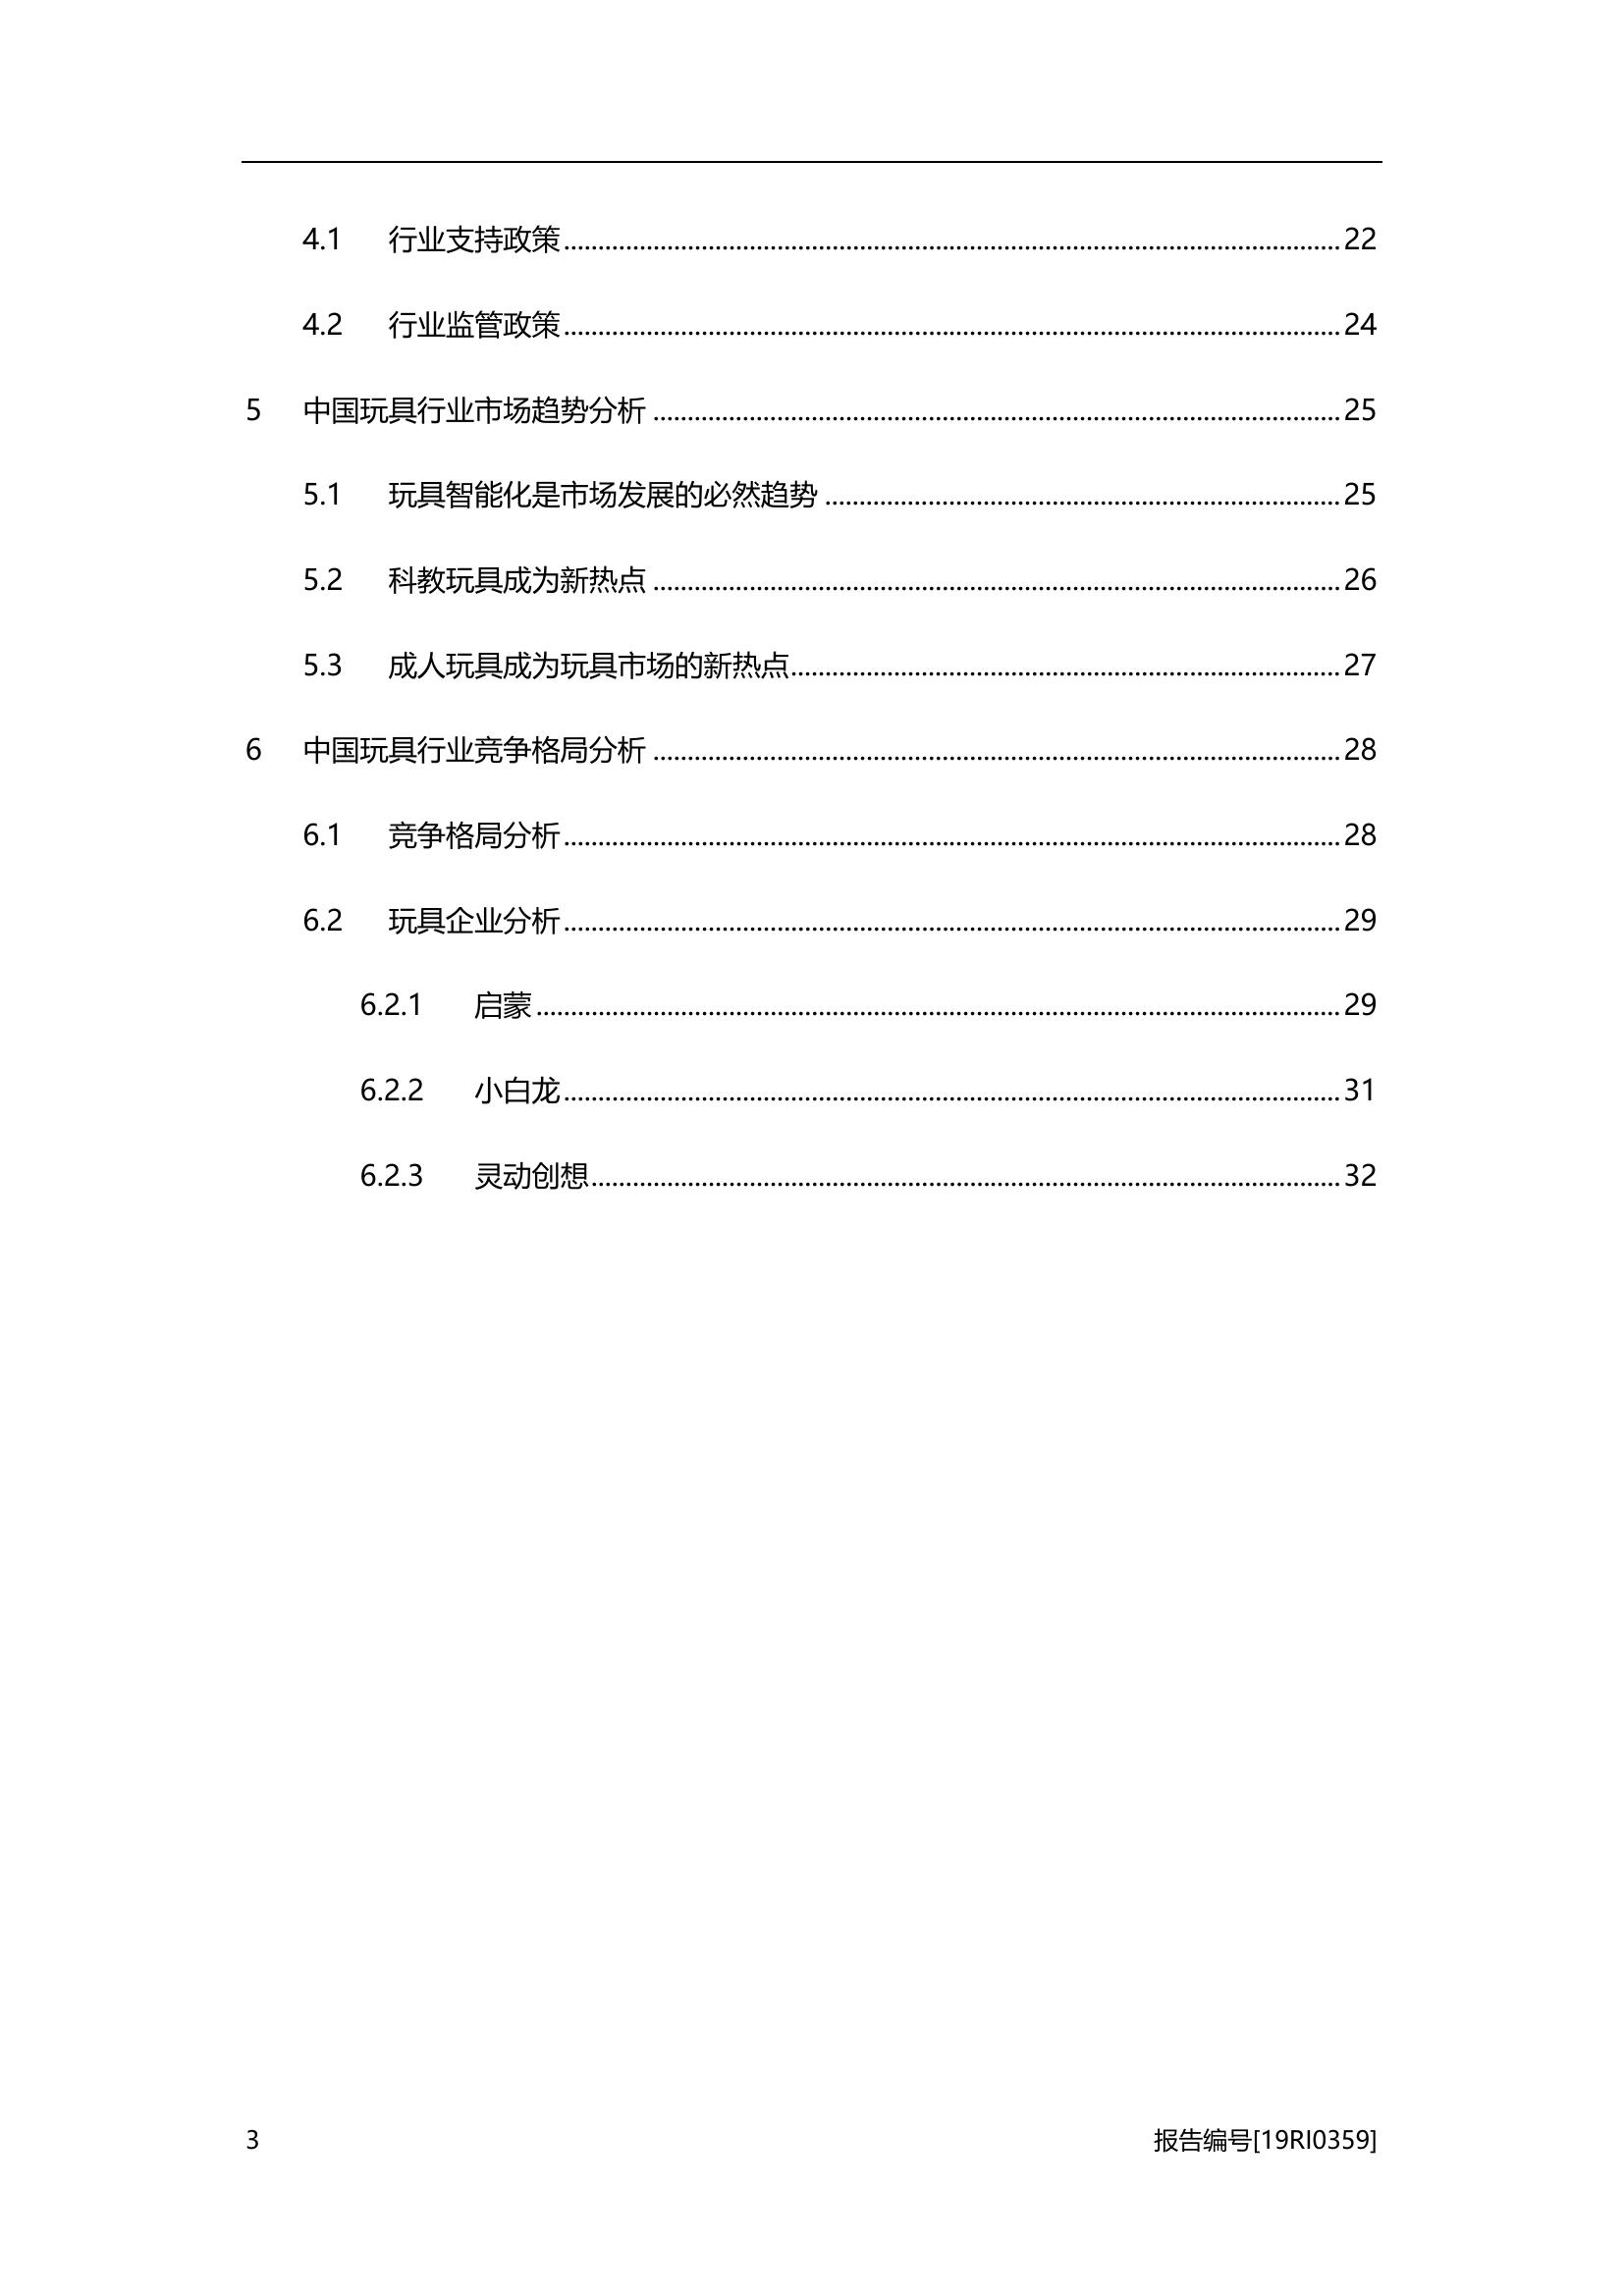 4.1 行业支持政策 ........ 22
4.2 行业监管政策 ........ 24
5 中国玩具行业市场趋势分析 ........ 25
5.1 玩具智能化是市场发展的必然趋势 ........ 25
5.2 科教玩具成为新热点 ........ 26
5.3 成人玩具成为玩具市场的新热点 ........ 27
6 中国玩具行业竞争格局分析 ........ 28
6.1 竞争格局分析 ........ 28
6.2 玩具企业分析 ........ 29
6.2.1 启蒙 ........ 29
6.2.2 小白龙 ........ 31
6.2.3 灵动创想 ........ 32
3 报告编号[19RI0359]